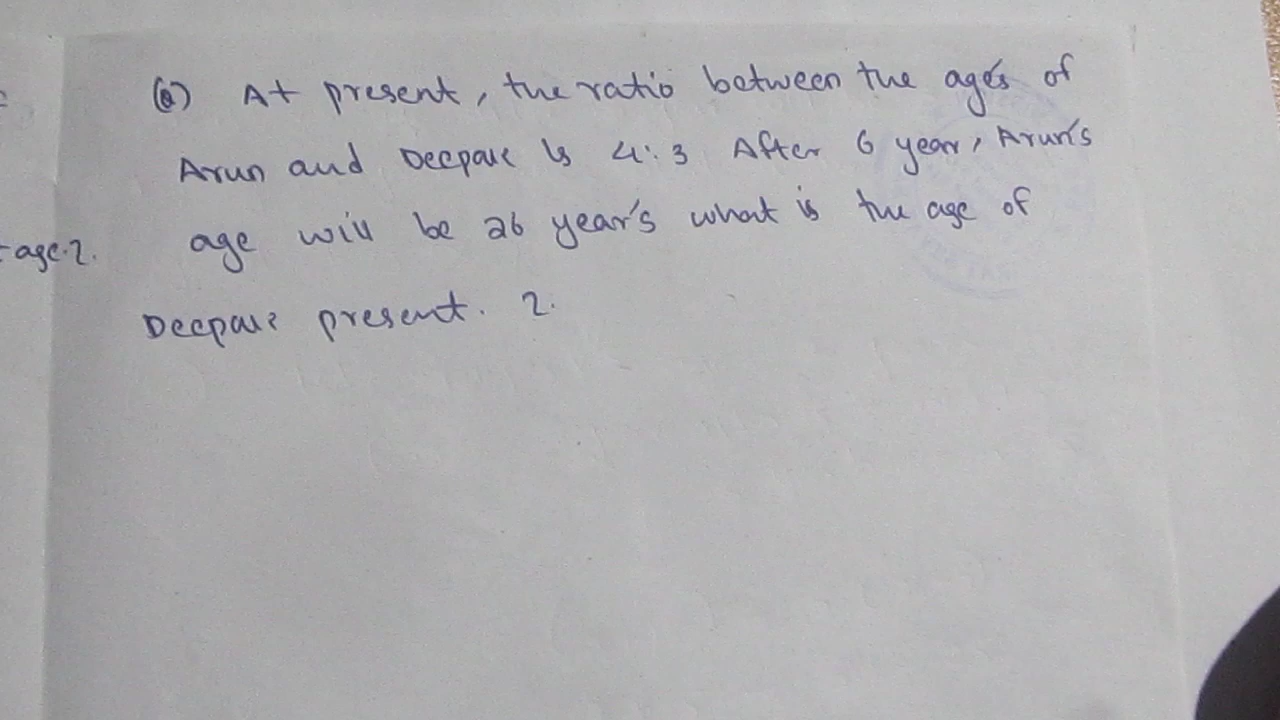 (Q) At present, the ratio between the ages of
Arun and Deepak is 4:3 After 6 year, Arun's
age will be 26 year's what is the age of
age.?
Deepak present. ?.